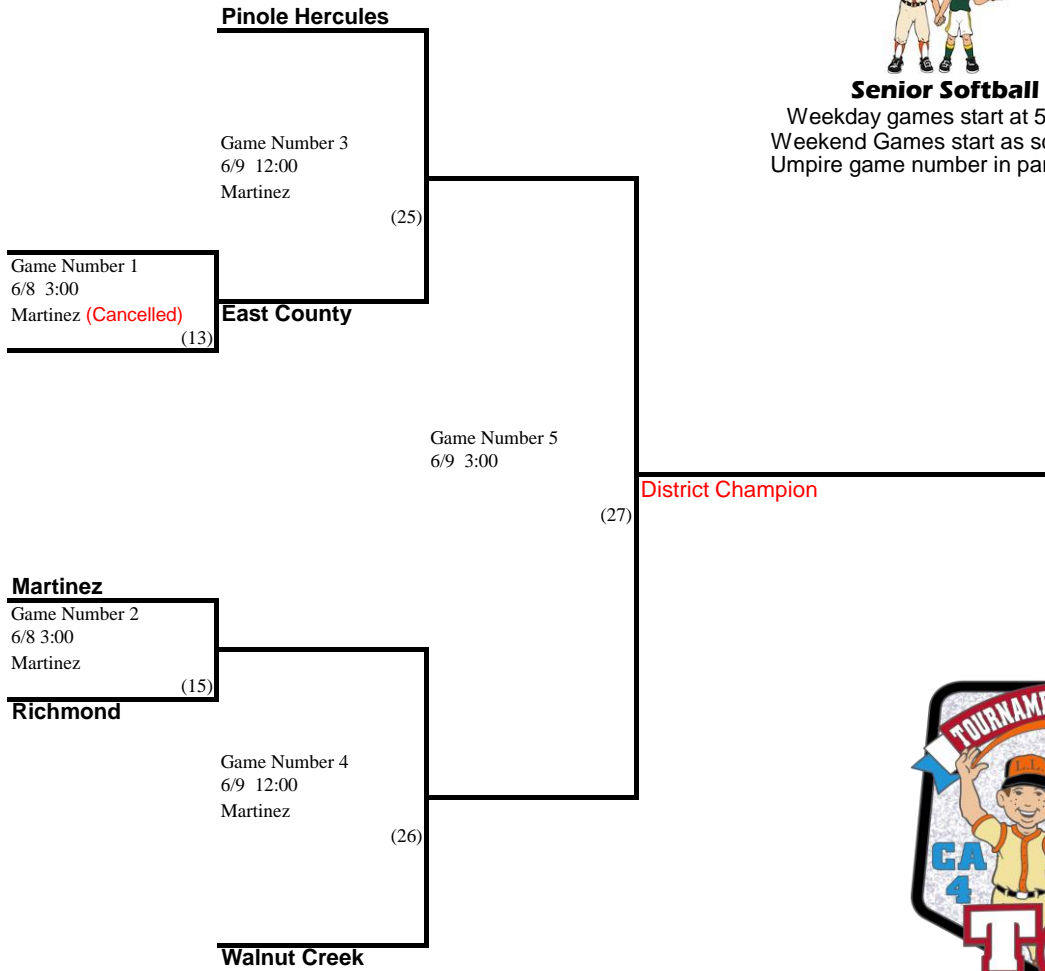 Pinole Hercules
Senior Softball
Weekday games start at 5
Weekend Games start as
Umpire game number in
Game Number 3
6/9 12:00
Martinez
(25)
Game Number 1
6/8 3:00
Martinez (Cancelled)
(13)
East County
Game Number 5
6/9 3:00
District Champion
(27)
Martinez
Game Number 2
6/8 3:00
Martinez
(15)
Richmond
Game Number 4
6/9 12:00
Martinez
(26)
Walnut Creek
L.L.
CA
4